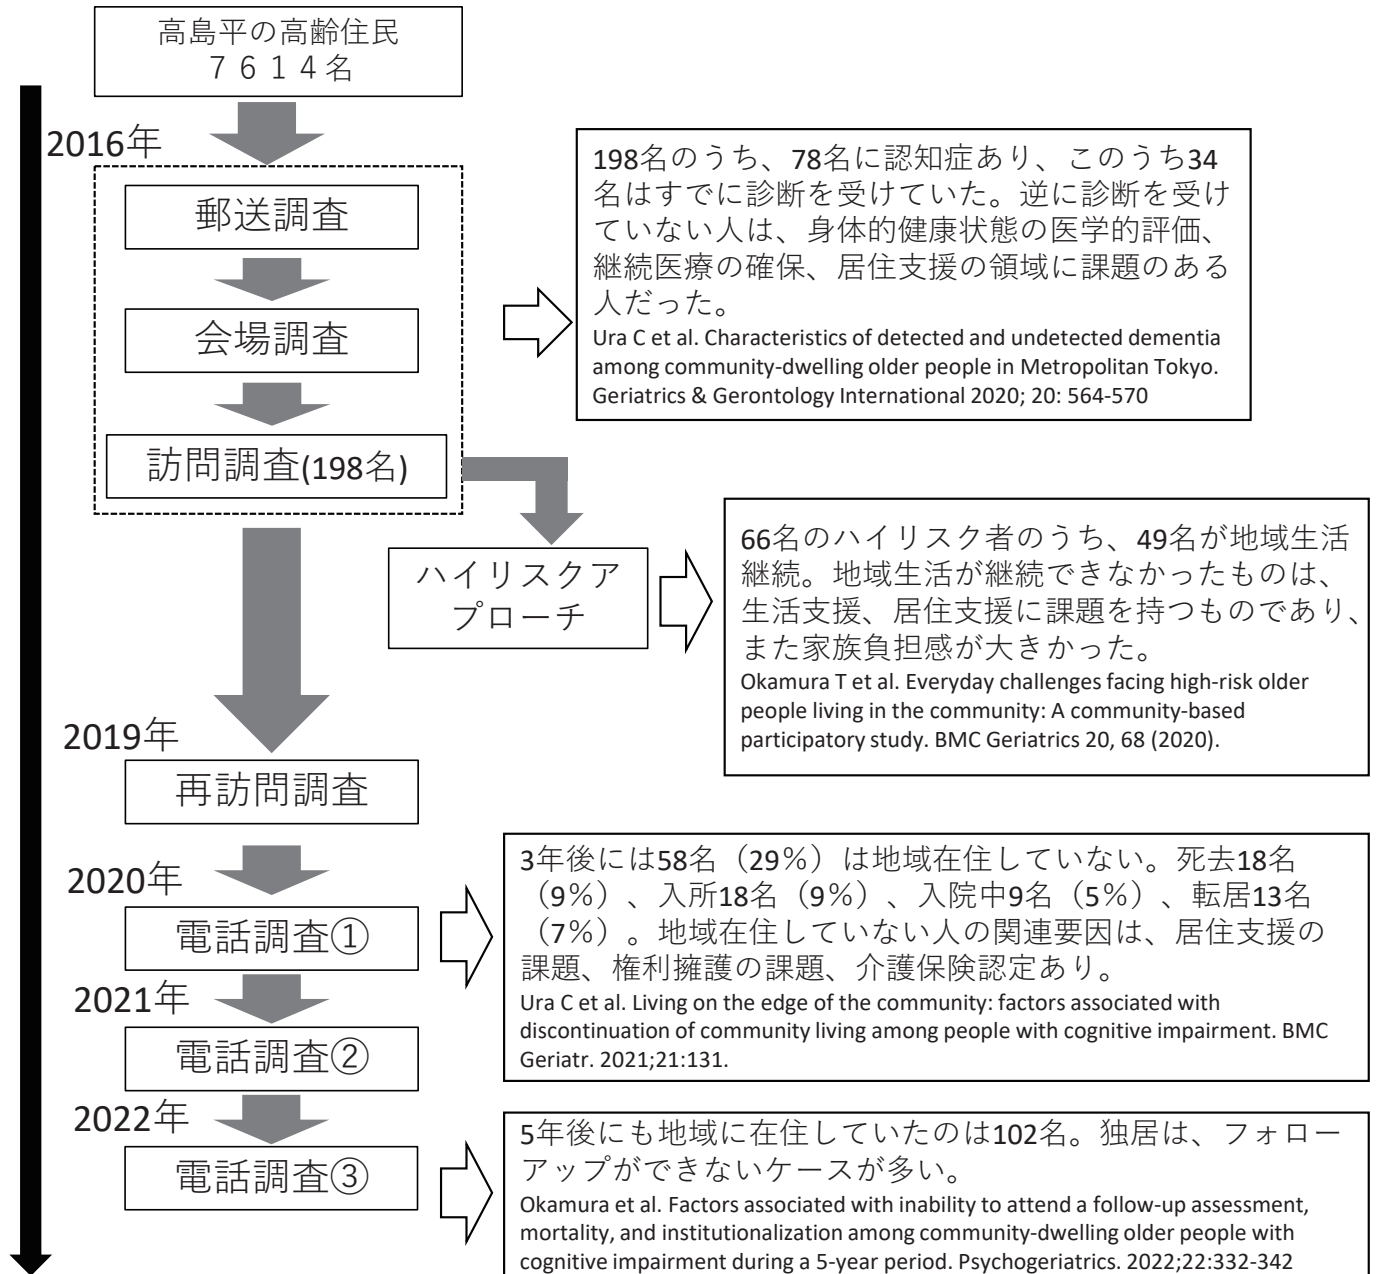 高島平の高齢住民
７６１４名
2016年
郵送調査
会場調査
訪問調査(198名)
198名のうち、78名に認知症あり、このうち34
名はすでに診断を受けていた。逆に診断を受け
ていない人は、身体的健康状態の医学的評価、
継続医療の確保、居住支援の領域に課題のある
人だった。
Ura C et al. Characteristics of detected and undetected dementia
among community-dwelling older people in Metropolitan Tokyo.
Geriatrics & Gerontology International 2020; 20: 564-570
ハイリスクア
プローチ
66名のハイリスク者のうち、49名が地域生活
継続。地域生活が継続できなかったものは、
生活支援、居住支援に課題を持つものであり、
また家族負担感が大きかった。
Okamura T et al. Everyday challenges facing high-risk older
people living in the community: A community-based
participatory study. BMC Geriatrics 20, 68 (2020).
2019年
再訪問調査
2020年
電話調査①
3年後には58名（29%）は地域在住していない。死去18名
（9%）、入所18名（9%）、入院中9名（5%）、転居13名
（7%）。地域在住していない人の関連要因は、居住支援の
課題、権利擁護の課題、介護保険認定あり。
Ura C et al. Living on the edge of the community: factors associated with
discontinuation of community living among people with cognitive impairment. BMC
Geriatr. 2021;21:131.
2021年
電話調査②
2022年
電話調査③
5年後にも地域に在住していたのは102名。独居は、フォロー
アップができないケースが多い。
Okamura et al. Factors associated with inability to attend a follow-up assessment,
mortality, and institutionalization among community-dwelling older people with
cognitive impairment during a 5-year period. Psychogeriatrics. 2022;22:332-342